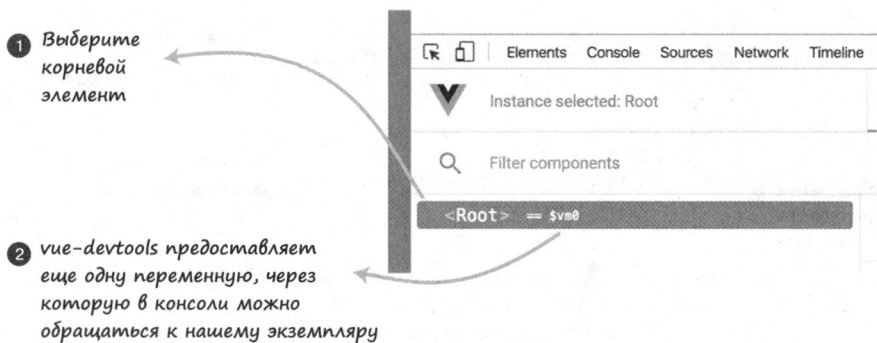 1 Выберите
корневой
элемент
Elements Console Sources Network Timeline
Instance selected: Root
Filter components
<Root> == $vm0
2 vue-devtools предоставляет
еще одну переменную, через
которую в консоли можно
обращаться к нашему экземпляру